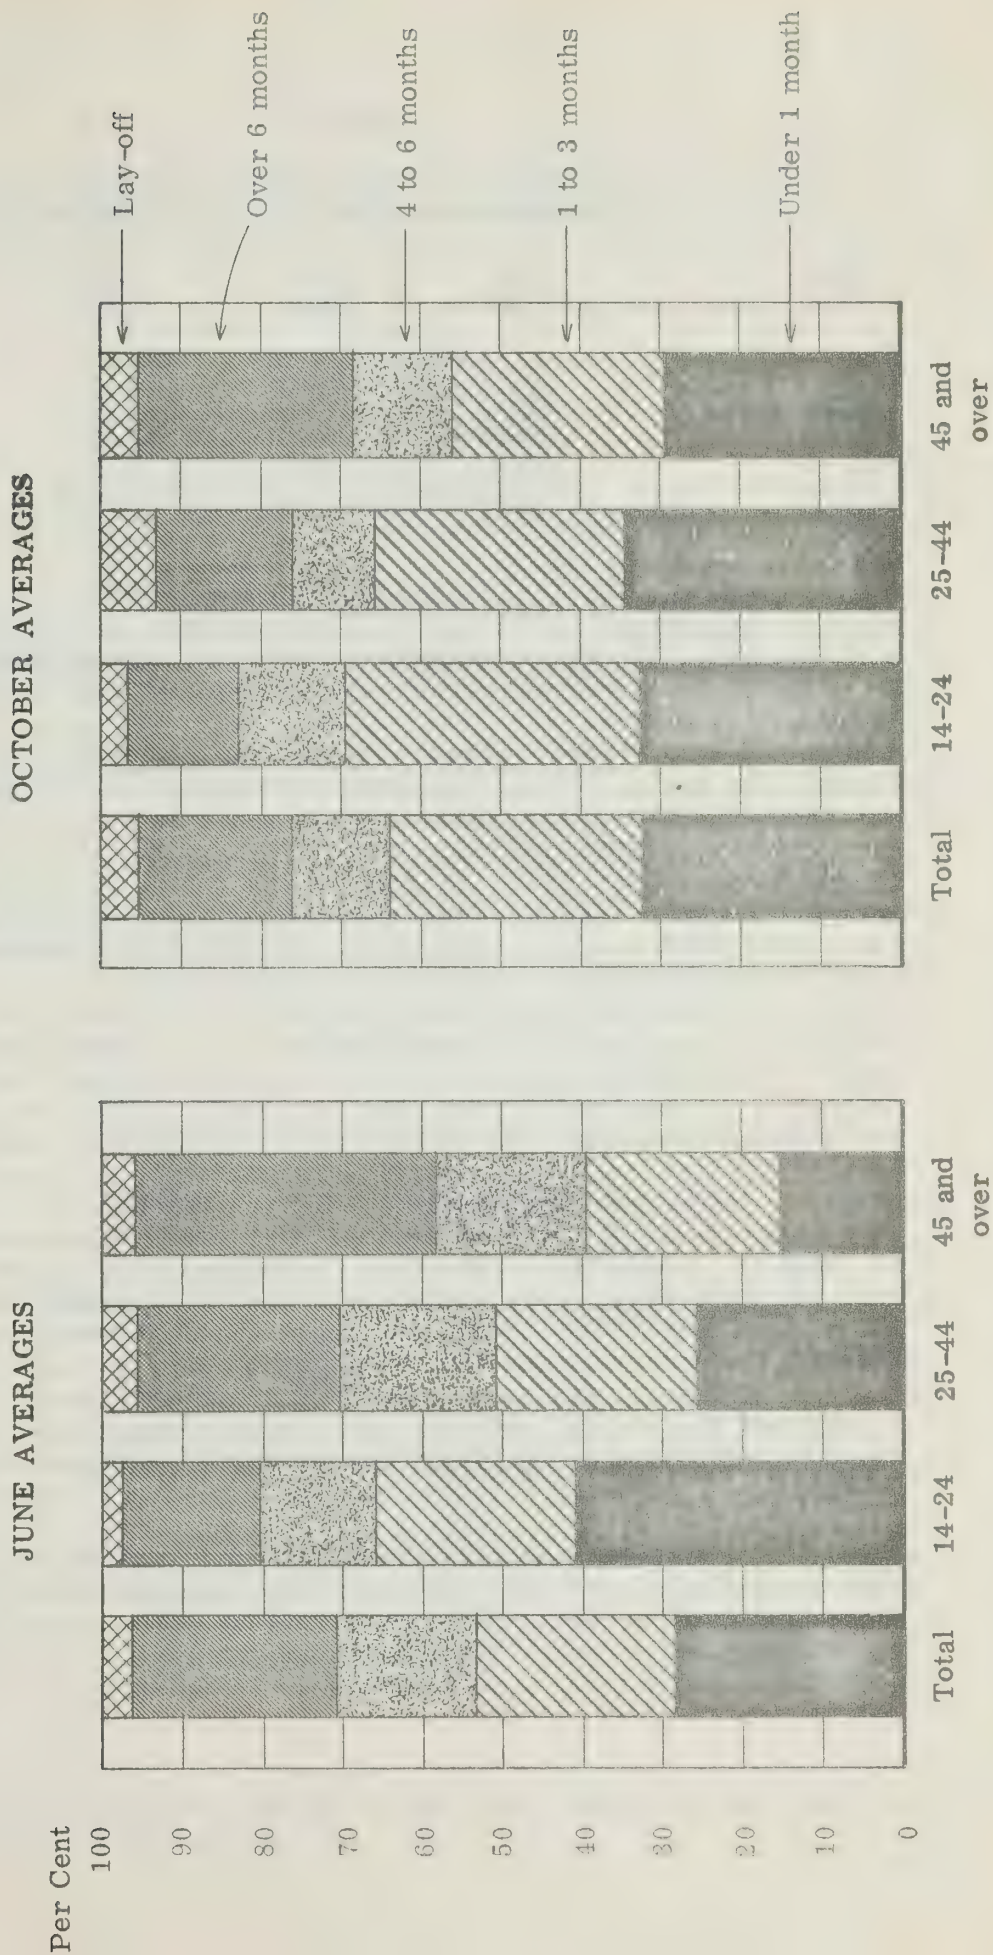 JUNE AVERAGES
OCTOBER AVERAGES
Per Cent
100
90
80
70
60
50
40
30
20
10
0
Total
14-24
25-44
45 and
over
Total
14-24
25-44
45 and
over
Lay-off
Over 6 months
4 to 6 months
1 to 3 months
Under 1 month